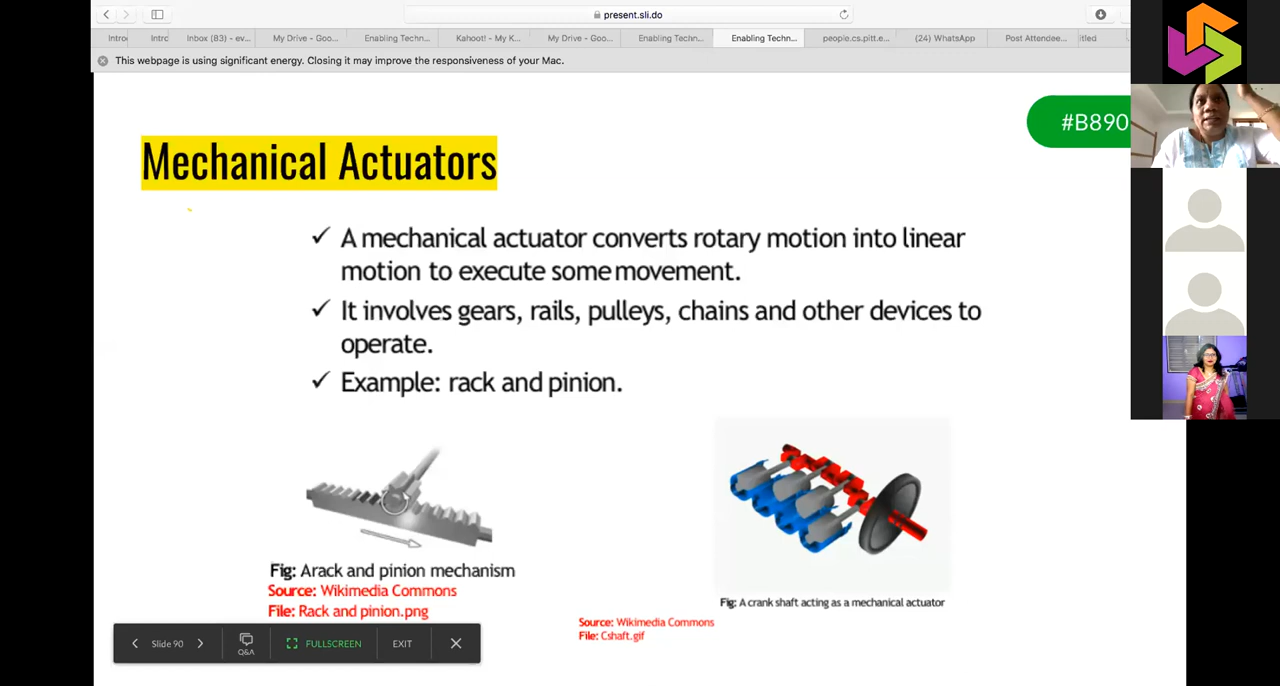 present.sli.do
Intro
Intrc
Inbox (83) - ev...
My Drive - Goo...
Enabling Techn...
Kahoot! - My K...
My Drive - Goo...
Enabling Techn...
Enabling Techn...
people.cs.pitt.e...
(24) WhatsApp
Post Attendee...
itled
This webpage is using significant energy. Closing it may improve the responsiveness of your Mac.
#B890
Mechanical Actuators
✓ A mechanical actuator converts rotary motion into linear
motion to execute some movement.
✓ It involves gears, rails, pulleys, chains and other devices to
operate.
✓ Example: rack and pinion.
Fig: Arack and pinion mechanism
Source: Wikimedia Commons
File: Rack and pinion.png
Fig: A crank shaft acting as a mechanical actuator
Source: Wikimedia Commons
File: Cshaft.gif
Slide 90
Q&A
FULLSCREEN
EXIT